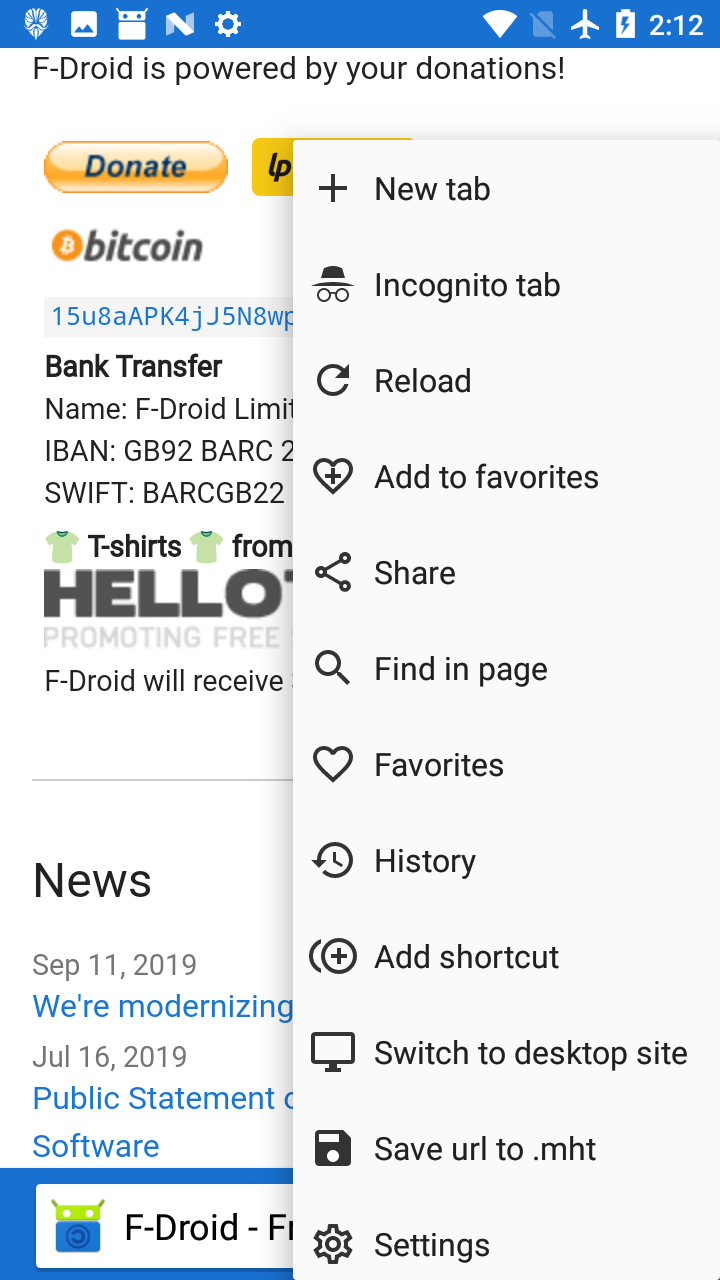 2:12
F-Droid is powered by your donations!
Donate
lp
bitcoin
15u8aAPK4jJ5N8wp
Bank Transfer
Name: F-Droid Limit
IBAN: GB92 BARC 2
SWIFT: BARCGB22
T-shirts from
HELLO
PROMOTING FREE
F-Droid will receive
News
Sep 11, 2019
We're modernizing
Jul 16, 2019
Public Statement
Software
F-Droid - Fr
New tab
Incognito tab
Reload
Add to favorites
Share
Find in page
Favorites
History
Add shortcut
Switch to desktop site
Save url to .mht
Settings